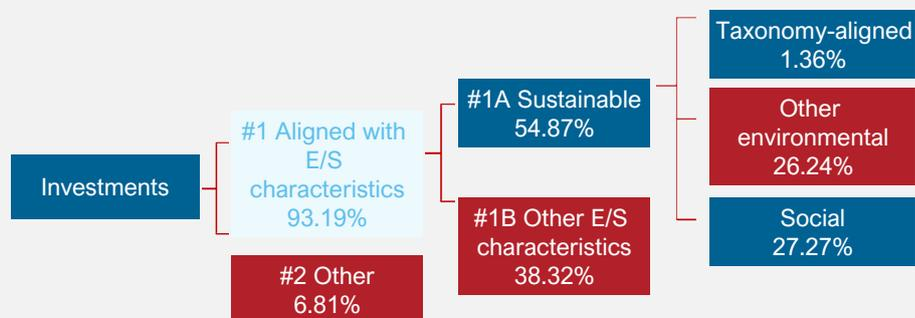 Investments
#1 Aligned with
E/S
characteristics
93.19%
#2 Other
6.81%
#1A Sustainable
54.87%
#1B Other E/S
characteristics
38.32%
Taxonomy-aligned
1.36%
Other
environmental
26.24%
Social
27.27%